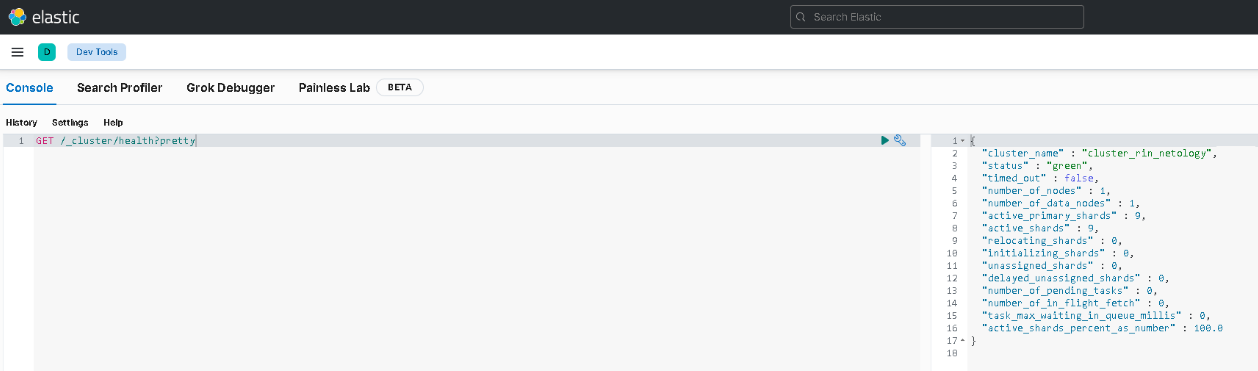 elastic
Search Elastic
D
Dev Tools
Console Search Profiler Grok Debugger Painless Lab BETA
History Settings Help
1 GET /_cluster/health?pretty
1 {
2 "cluster_name" : "cluster_rin_netology",
3 "status" : "green",
4 "timed_out" : false,
5 "number_of_nodes" : 1,
6 "number_of_data_nodes" : 1,
7 "active_primary_shards" : 9,
8 "active_shards" : 9,
9 "relocating_shards" : 0,
10 "initializing_shards" : 0,
11 "unassigned_shards" : 0,
12 "delayed_unassigned_shards" : 0,
13 "number_of_pending_tasks" : 0,
14 "number_of_in_flight_fetch" : 0,
15 "task_max_waiting_in_queue_millis" : 0,
16 "active_shards_percent_as_number" : 100.0
17 }
18